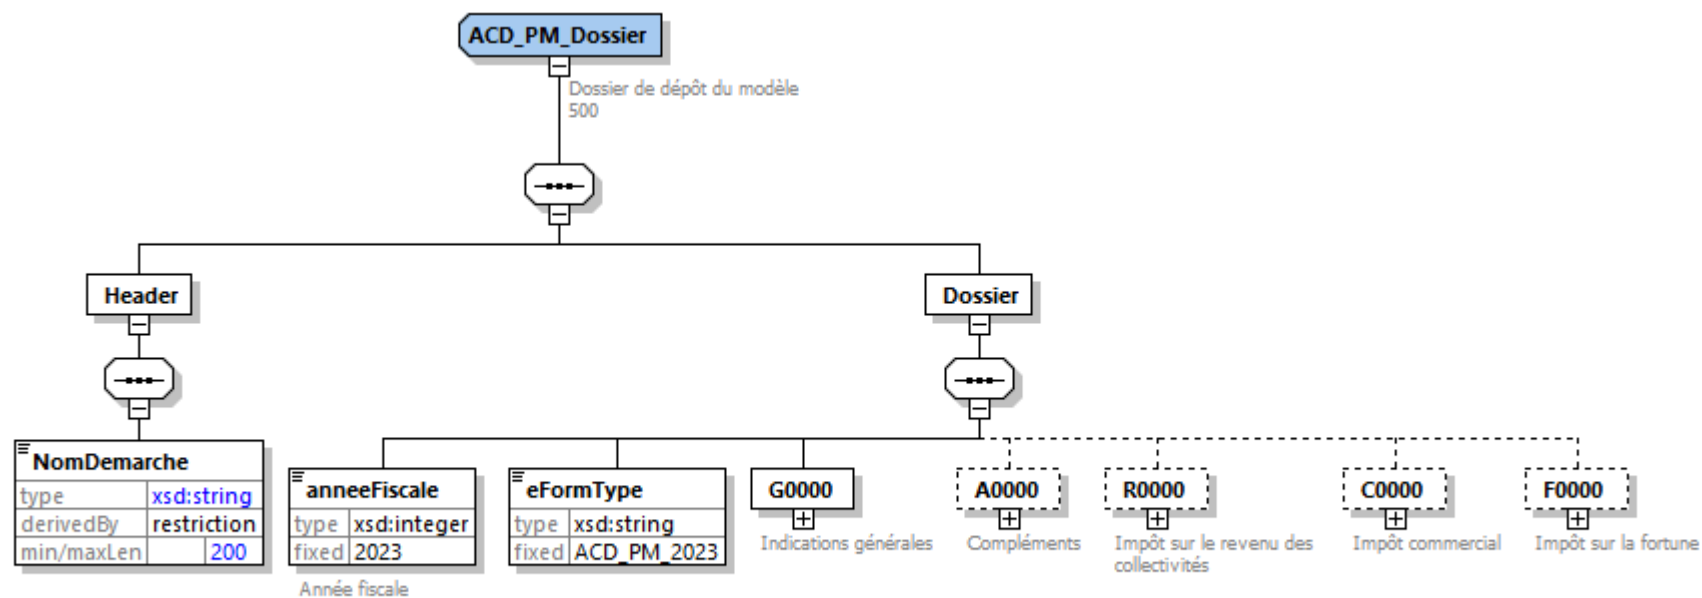 ACD_PM_Dossier
Dossier de dépôt du modèle
500
Header
Dossier
NomDemarche
type xsd:string
derivedBy restriction
min/maxLen 200
anneeFiscale
type xsd:integer
fixed 2023
Année fiscale
eFormType
type xsd:string
fixed ACD_PM_2023
G0000
Indications générales
A0000
Compléments
R0000
Impôt sur le revenu des
collectivités
C0000
Impôt commercial
F0000
Impôt sur la fortune